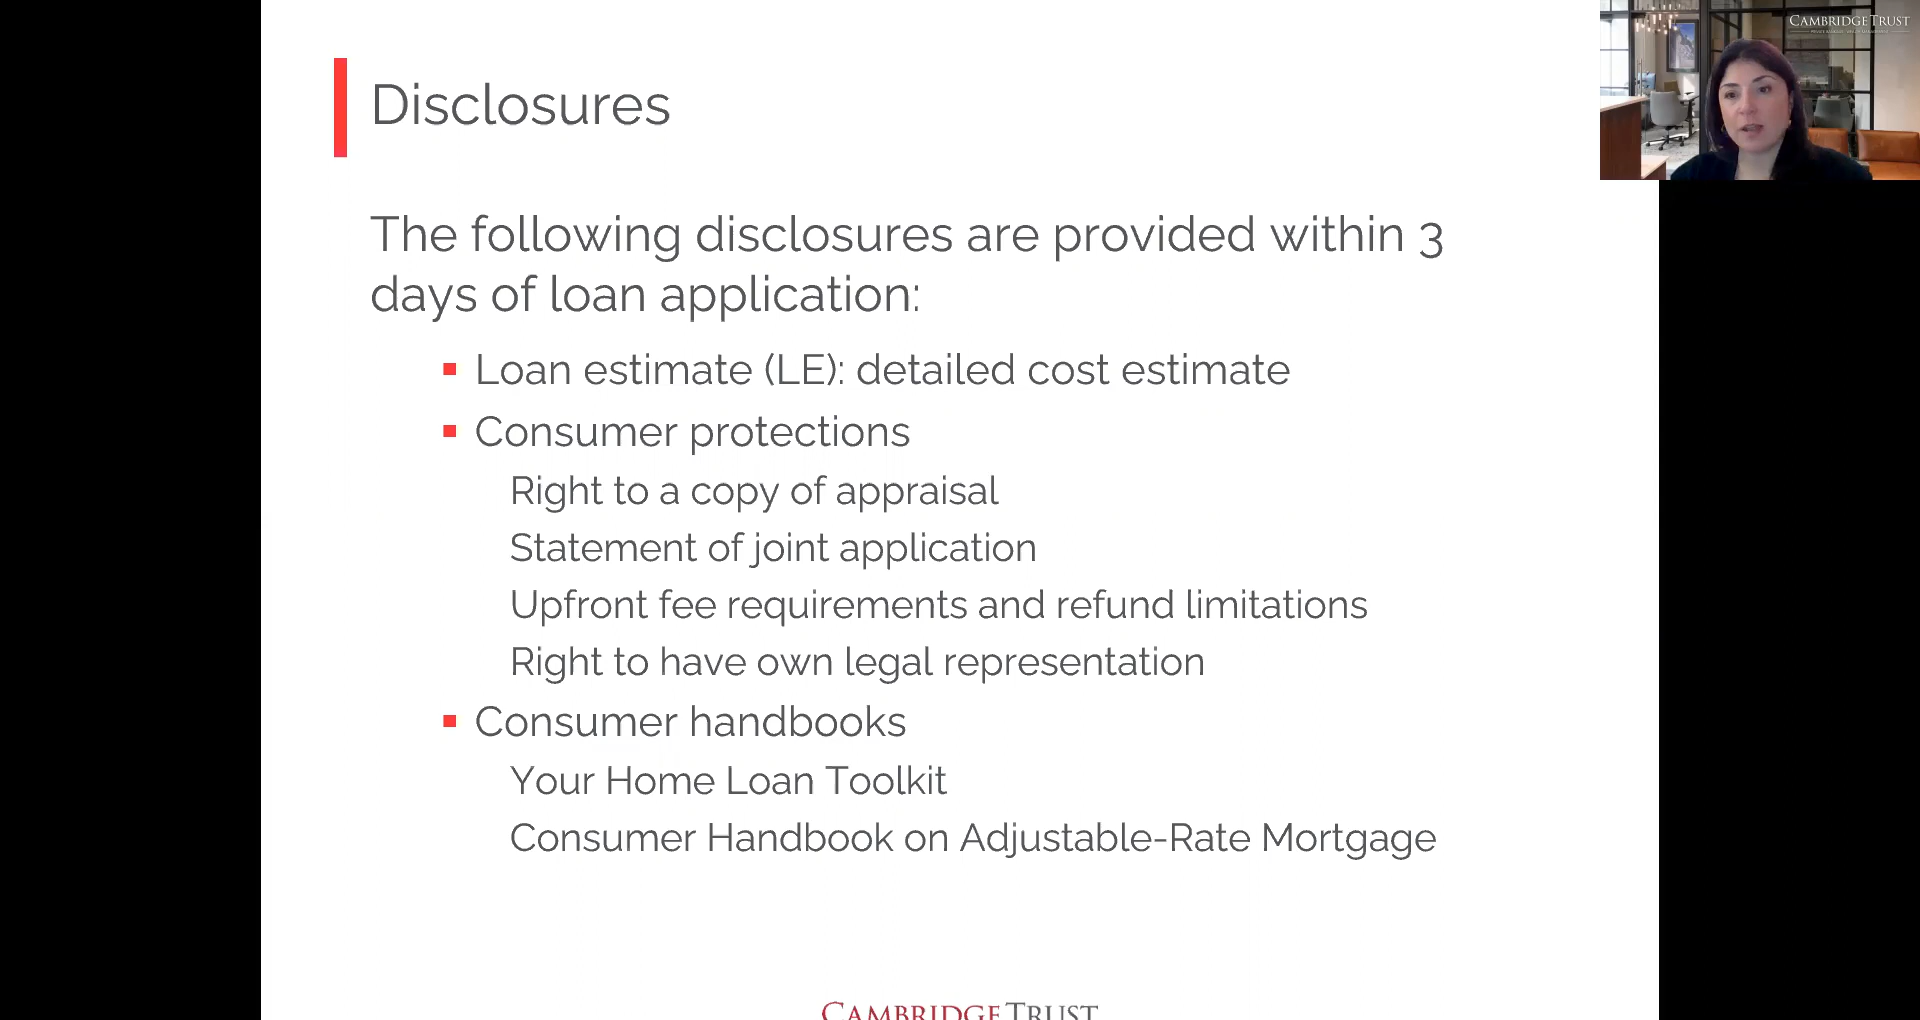 Disclosures
CAMBRIDGE TRUST
The following disclosures are provided within 3
days of loan application:
Loan estimate (LE): detailed cost estimate
Consumer protections
Right to a copy of appraisal
Statement of joint application
Upfront fee requirements and refund limitations
Right to have own legal representation
Consumer handbooks
Your Home Loan Toolkit
Consumer Handbook on Adjustable-Rate Mortgage
CAMBRIDGE TRUST